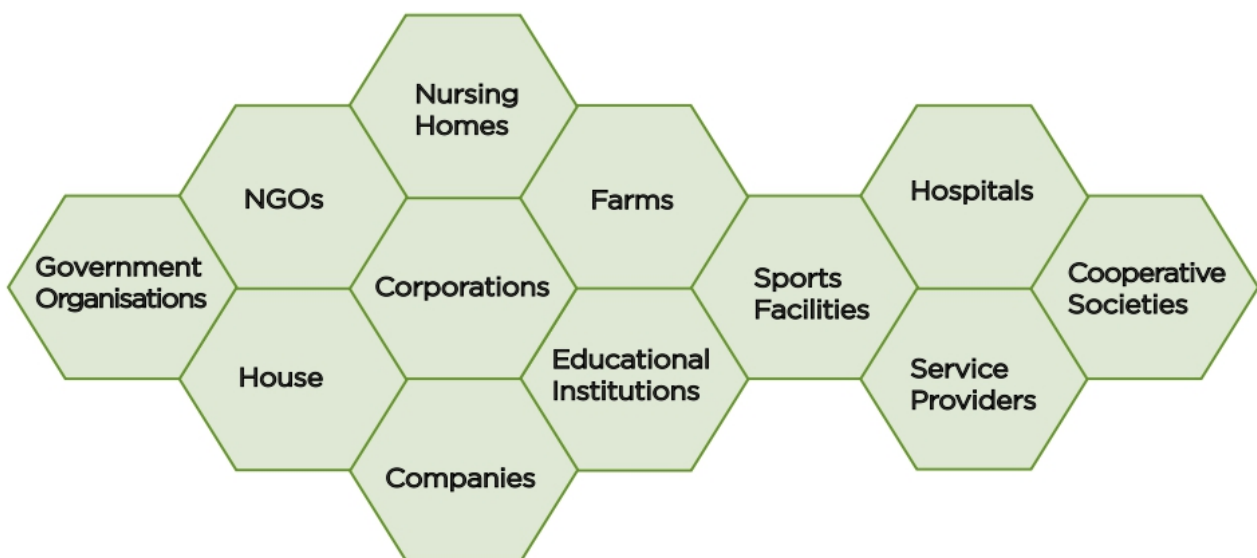 Nursing
Homes
NGOs
Farms
Hospitals
Government
Organisations
Corporations
Sports
Facilities
Cooperative
Societies
House
Educational
Institutions
Service
Providers
Companies